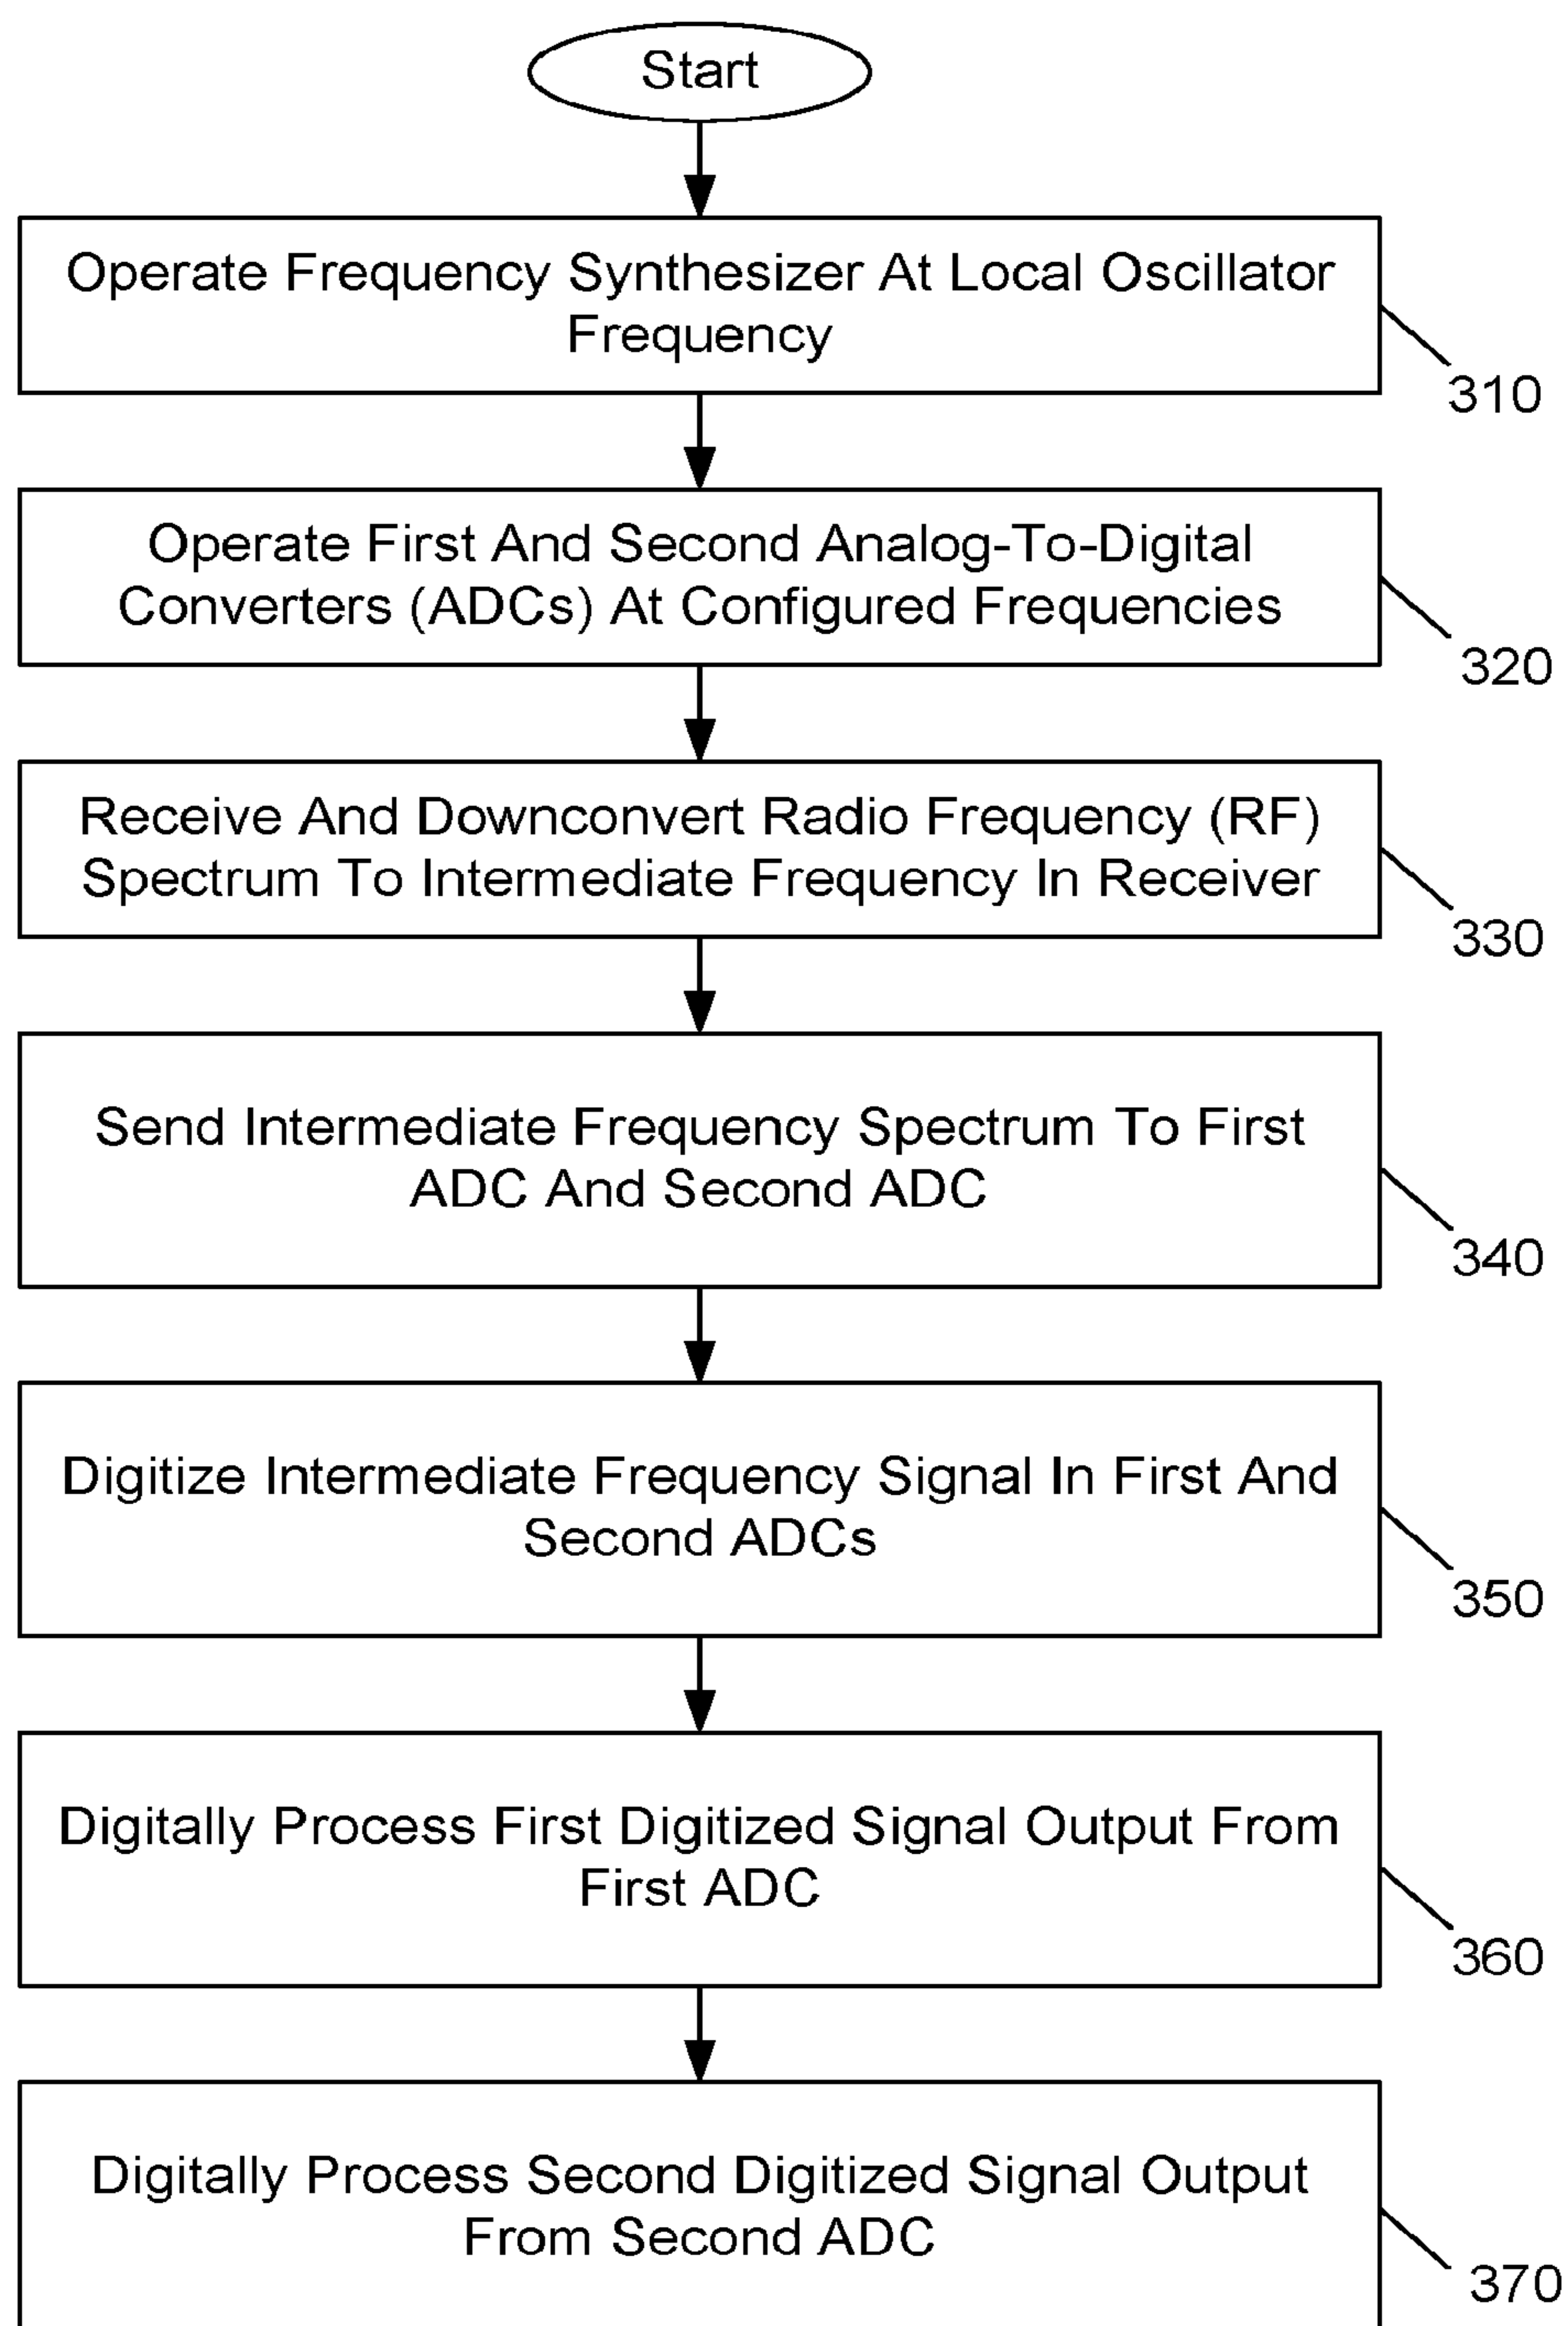 Start
Operate Frequency Synthesizer At Local Oscillator
Frequency
310
Operate First And Second Analog-To-Digital
Converters (ADCs) At Configured Frequencies
320
Receive And Downconvert Radio Frequency (RF)
Spectrum To Intermediate Frequency In Receiver
330
Send Intermediate Frequency Spectrum To First
ADC And Second ADC
340
Digitize Intermediate Frequency Signal In First And
Second ADCs
350
Digitally Process First Digitized Signal Output From
First ADC
360
Digitally Process Second Digitized Signal Output
From Second ADC
370